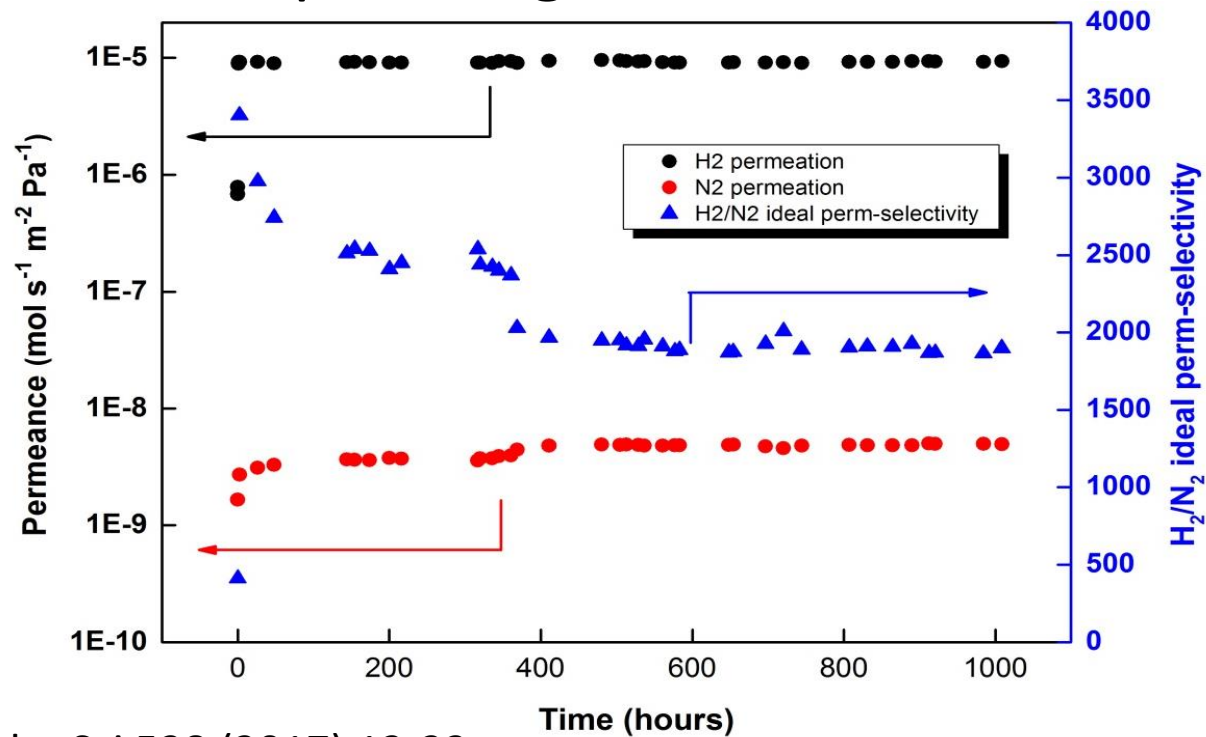 4000
1E-5
3500
1E-6
H2 permeation
N2 permeation
H2/N2 ideal perm-selectivity
3000
2500
1E-7
2000
1E-8
1500
1000
1E-9
500
1E-10
0
0 200 400 600 800 1000
Time (hours)
Permeance (mol s⁻¹ m⁻² Pa⁻¹)
H₂/N₂ ideal perm-selectivity